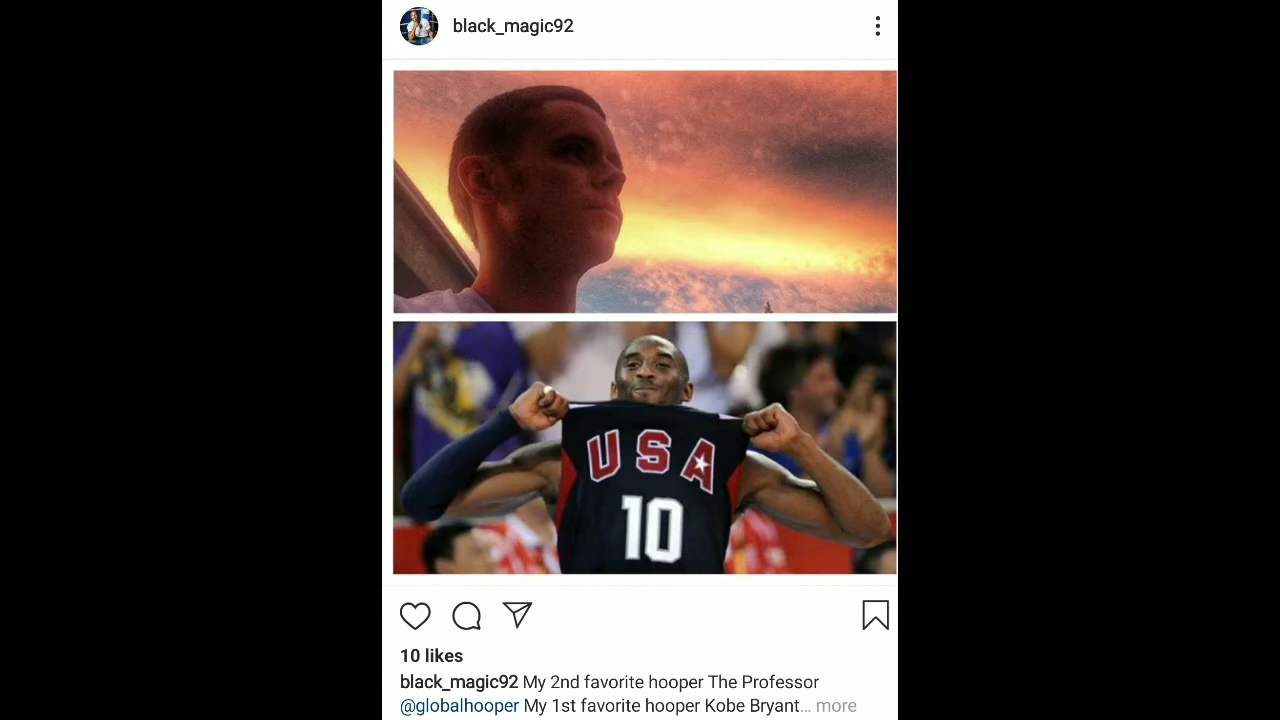 black_magic92
USA
10
10 likes
black_magic92 My 2nd favorite hooper The Professor
@globalhooper My 1st favorite hooper Kobe Bryant... more